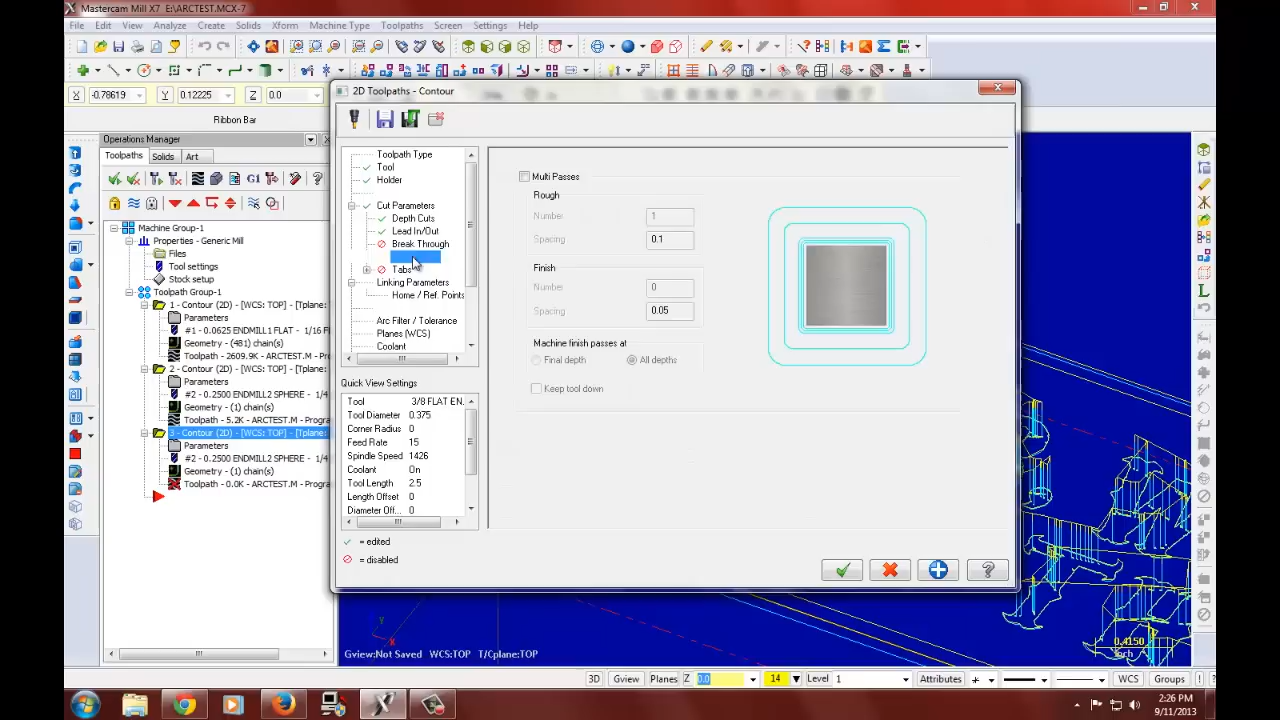 Mastercam Mill X7 E:\ARCTEST.MCX-7
File Edit View Analyze Create Solids Xform Machine Type Toolpaths Screen Settings Help
X -0.78619 Y 0.12225 Z 0.0
Ribbon Bar
Operations Manager
Toolpaths Solids Art
G1
Machine Group-1
Properties - Generic Mill
Files
Tool settings
Stock setup
Toolpath Group-1
1 - Contour (2D) - [WCS: TOP] - [Tplane:
Parameters
#1 - 0.0625 ENDMILL1 FLAT - 1/16 F
Geometry - (481) chain(s)
Toolpath - 2609.9K - ARCTEST.M -
2 - Contour (2D) - [WCS: TOP] - [Tplane:
Parameters
#2 - 0.2500 ENDMILL2 SPHERE - 1/4
Geometry - (1) chain(s)
Toolpath - 5.2K - ARCTEST.M - Progra
3 - Contour (2D) - [WCS: TOP] - [Tplane:
Parameters
#2 - 0.2500 ENDMILL2 SPHERE - 1/4
Geometry - (1) chain(s)
Toolpath - 0.0K - ARCTEST.M - Progra
2D Toolpaths - Contour
Toolpath Type
Tool
Holder
Cut Parameters
Depth Cuts
Lead In/Out
Break Through
Tabs
Linking Parameters
Home / Ref. Points
Arc Filter / Tolerance
Planes (WCS)
Coolant
Quick View Settings
Tool 3/8 FLAT EN.
Tool Diameter 0.375
Corner Radius 0
Feed Rate 15
Spindle Speed 1426
Coolant On
Tool Length 2.5
Length Offset 0
Diameter Off... 0
= edited
= disabled
Multi Passes
Rough
Number 1
Spacing 0.1
Finish
Number 0
Spacing 0.05
Machine finish passes at
Final depth All depths
Keep tool down
Y
X
0.4150
Inch
Gview:Not Saved WCS:TOP T/Cplane:TOP
3D Gview Planes Z 0.0 14 Level 1 Attributes WCS Groups
2:26 PM
9/11/2013